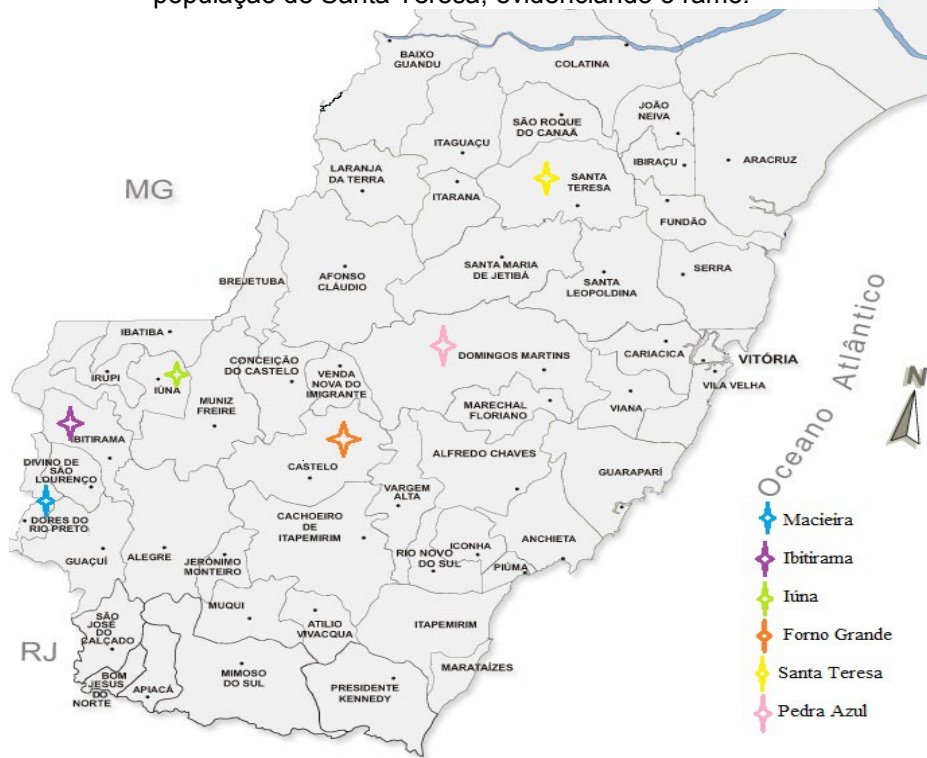 população de Santa Teresa, evidenciando o ramo.
BAIXO
GUANDU
COLATINA
JOÃO
NEIVA
SÃO ROQUE
DO CANAÃ
ITAGUAÇU
IBIRAÇU
ARACRUZ
LARANJA
DA TERRA
SANTA
TERESA
MG
ITARANA
FUNDÃO
SANTA MARIA
DE JETIBÁ
SERRA
BREJETUBA
AFONSO
CLÁUDIO
SANTA
LEOPOLDINA
Oceano Atlântico
IBATIBA
CONCEIÇÃO
DO CASTELO
DOMINGOS MARTINS
CARIACICA
VITÓRIA
VENDA
NOVA DO
IMIGRANTE
IRUPI
IÚNA
VILA VELHA
N
MUNIZ
FREIRE
MARECHAL
FLORIANO
VIANA
BITIRAMA
DIVINO DE
SÃO
LOURENÇO
CASTELO
ALFREDO CHAVES
GUARAPARÍ
VARGEM
ALTA
DORES DO
RIO PRETO
CACHOEIRO
DE
ITAPEMIRIM
GUAÇUÍ
ALEGRE
JERÔNIMO
MONTEIRO
RIO NOVO
DO SUL
ICONHA
ANCHIETA
PIÚMA
MUQUI
SÃO
JOSÉ
DO
CALÇADO
ATILIO
VIVACQUA
ITAPEMIRIM
RJ
BOM
JESUS
DO
NORTE
APIACÁ
MIMOSO
DO SUL
PRESIDENTE
KENNEDY
MARATAÍZES
Macieira
Ibitirama
Iúna
Forno Grande
Santa Teresa
Pedra Azul